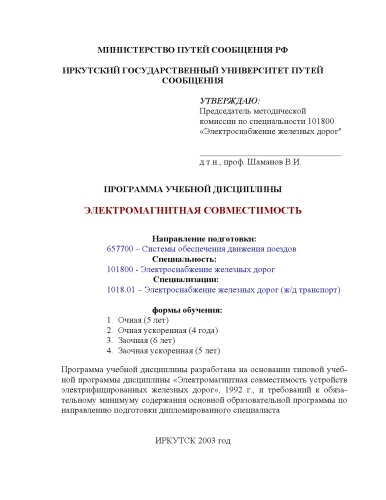 МИНИСТЕРСТВО ПУТЕЙ СООБЩЕНИЯ РФ
ИРКУТСКИЙ ГОСУДАРСТВЕННЫЙ УНИВЕРСИТЕТ ПУТЕЙ
СООБЩЕНИЯ
УТВЕРЖДАЮ:
Председатель методической
комиссии по специальности 101800
«Электроснабжение железных дорог"
д.т.н., проф. Шаманов В.И.
ПРОГРАММА УЧЕБНОЙ ДИСЦИПЛИНЫ
ЭЛЕКТРОМАГНИТНАЯ СОВМЕСТИМОСТЬ
Направление подготовки:
657700 – Системы обеспечения движения поездов
Специальность:
101800 - Электроснабжение железных дорог
Специализации:
1018.01 – Электроснабжение железных дорог (ж/д транспорт)
формы обучения:
1. Очная (5 лет)
2. Очная ускоренная (4 года)
3. Заочная (6 лет)
4. Заочная ускоренная (5 лет)
Программа учебной дисциплины разработана на основании типовой учеб-
ной программы дисциплины «Электромагнитная совместимость устройств
электрифицированных железных дорог», 1992 г., и требований к обяза-
тельному минимуму содержания основной образовательной программы по
направлению подготовки дипломированного специалиста
ИРКУТСК 2003 год